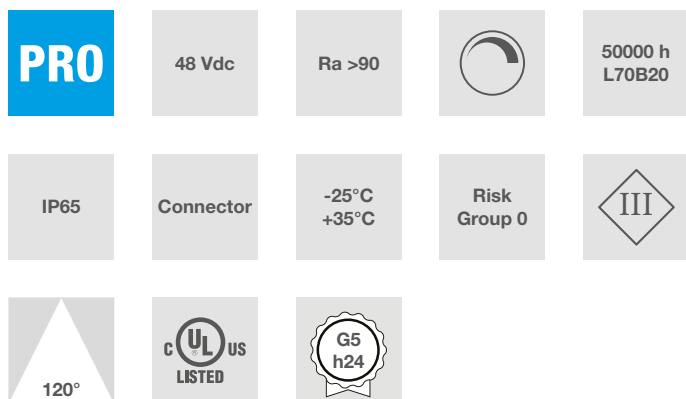 PRO
48 Vdc
Ra >90
50000 h
L70B20
IP65
Connector
-25°C
+35°C
Risk
Group 0
III
120°
C UL US
®
LISTED
G5
h24